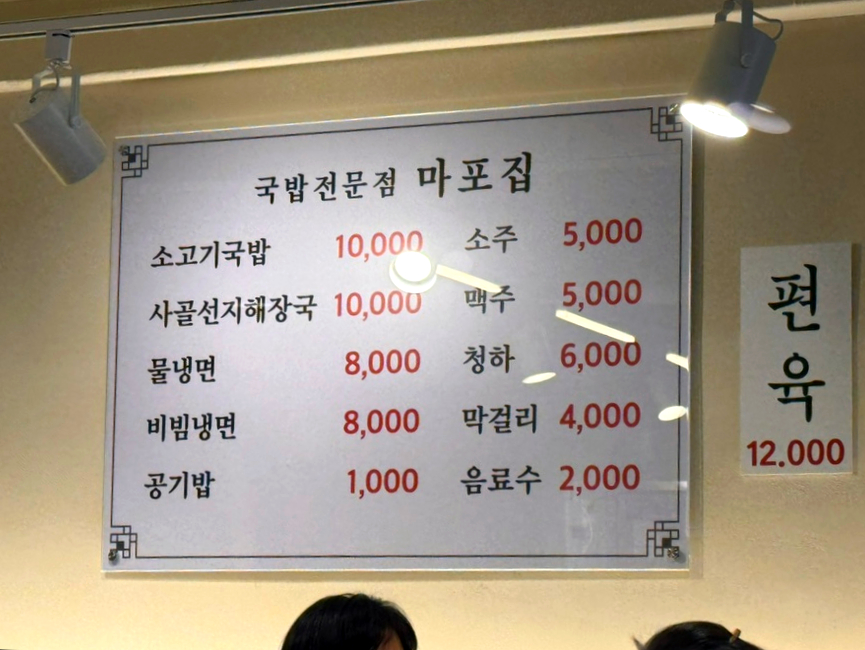 국밥전문점 마포집
소고기국밥 10,000 소주 5,000
사골선지해장국 10,000 맥주 5,000
물냉면 8,000 청하 6,000
비빔냉면 8,000 막걸리 4,000
공기밥 1,000 음료수 2,000
편
육
12.000